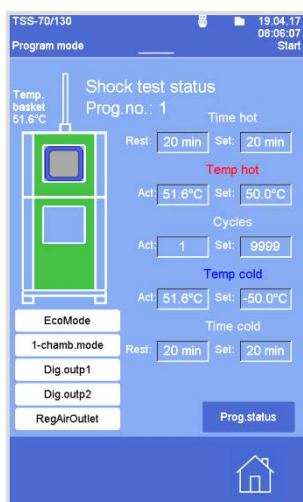 TSS-70/130
19.04.17
08:06:07
Program mode
Start
Temp.
basket
51.6°C
Shock test status
Prog.no.: 1
Time hot
Rest: 20 min Set: 20 min
Temp hot
Act: 51.6°C Set: 50.0°C
Cycles
Act: 1 Set: 9999
Temp cold
Act: 51.6°C Set: -50.0°C
Time cold
Rest: 20 min Set: 20 min
EcoMode
1-chamb.mode
Dig.outp1
Dig.outp2
RegAirOutlet
Prog.status